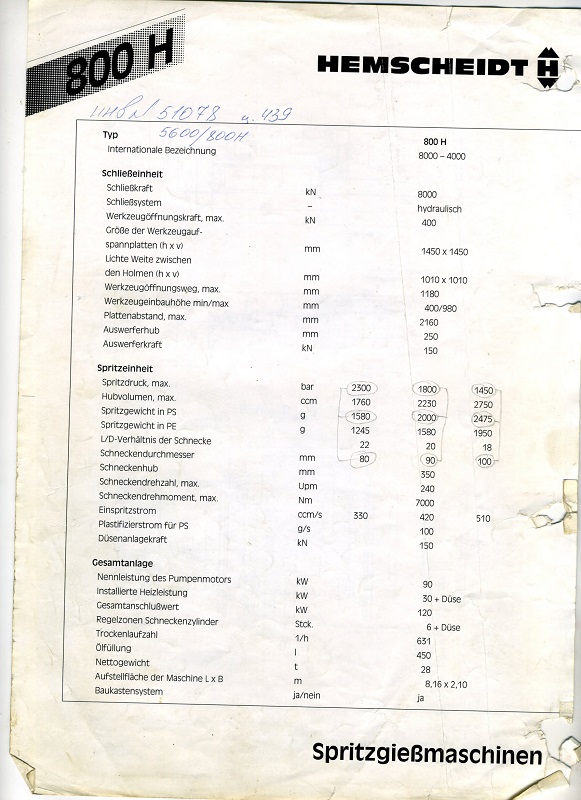 800 H
HEMSCHEIDT H
инв № 51078 ц. 439
5600/800H
Typ 800 H
Internationale Bezeichnung 8000 – 4000
Schließeinheit
Schließkraft kN 8000
Schließsystem – hydraulisch
Werkzeugöffnungskraft, max. kN 400
Größe der Werkzeugauf-
spannplatten (h x v) mm 1450 x 1450
Lichte Weite zwischen
den Holmen (h x v) mm 1010 x 1010
Werkzeugöffnungsweg, max. mm 1180
Werkzeugeinbauhöhe min/max mm 400/980
Plattenabstand, max. mm 2160
Auswerferhub mm 250
Auswerferkraft kN 150
Spritzeinheit
Spritzdruck, max. bar 2300 1800 1450
Hubvolumen, max. ccm 1760 2230 2750
Spritzgewicht in PS g 1580 2000 2475
Spritzgewicht in PE g 1245 1580 1950
L/D-Verhältnis der Schnecke 22 20 18
Schneckendurchmesser mm 80 90 100
Schneckenhub mm 350
Schneckendrehzahl, max. Upm 240
Schneckendrehmoment, max. Nm 7000
Einspritzstrom ccm/s 330 420 510
Plastifizierstrom für PS g/s 100
Düsenanlagekraft kN 150
Gesamtanlage
Nennleistung des Pumpenmotors kW 90
Installierte Heizleistung kW 30 + Düse
Gesamtanschlußwert kW 120
Regelzonen Schneckenzylinder Stck. 6 + Düse
Trockenlaufzahl 1/h 631
Ölfüllung l 450
Nettogewicht t 28
Aufstellfläche der Maschine L x B m 8,16 x 2,10
Baukastensystem ja/nein ja
Spritzgießmaschinen